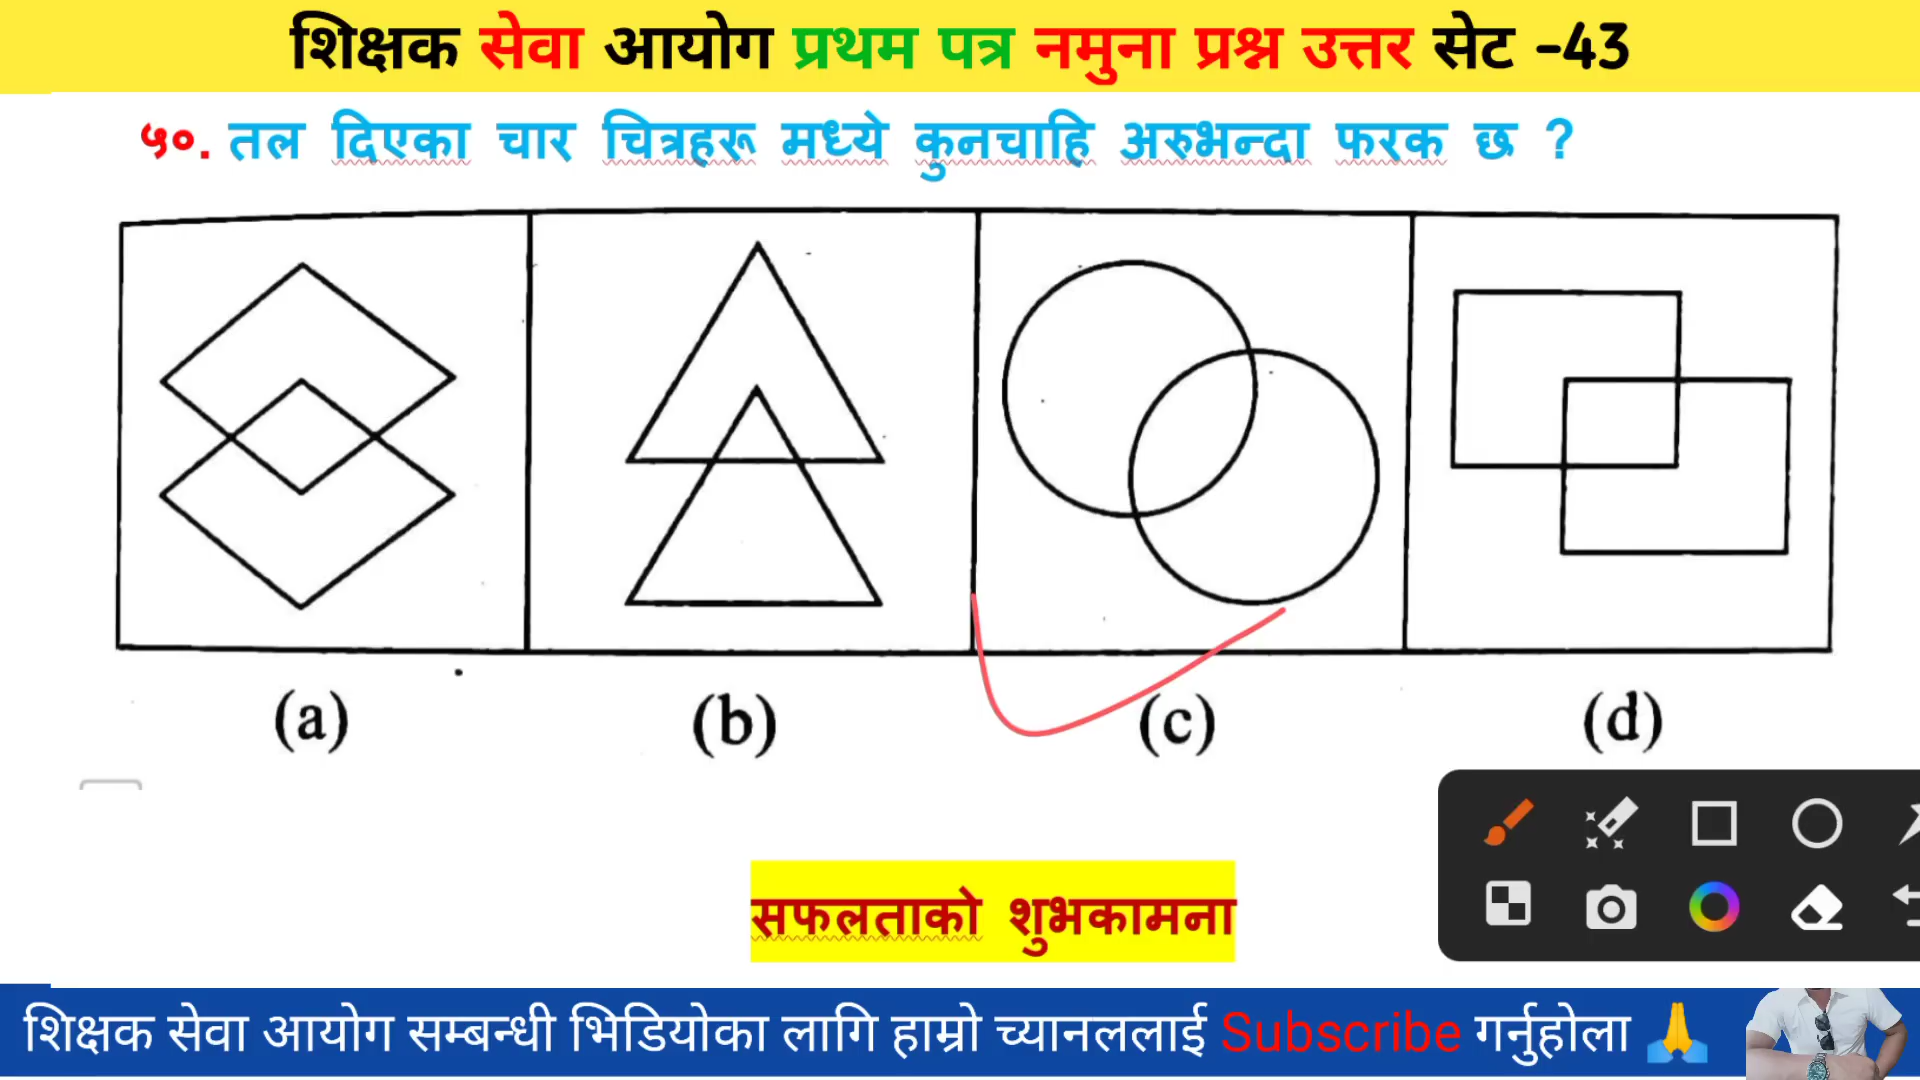 शिक्षक सेवा आयोग प्रथम पत्र नमुना प्रश्न उत्तर सेट -43
५०. तल दिएका चार चित्रहरू मध्ये कुनचाहि अरुभन्दा फरक छ ?
(a) (b) (c) (d)
सफलताको शुभकामना
शिक्षक सेवा आयोग सम्बन्धी भिडियोका लागि हाम्रो च्यानललाई Subscribe गर्नुहोला 🙏